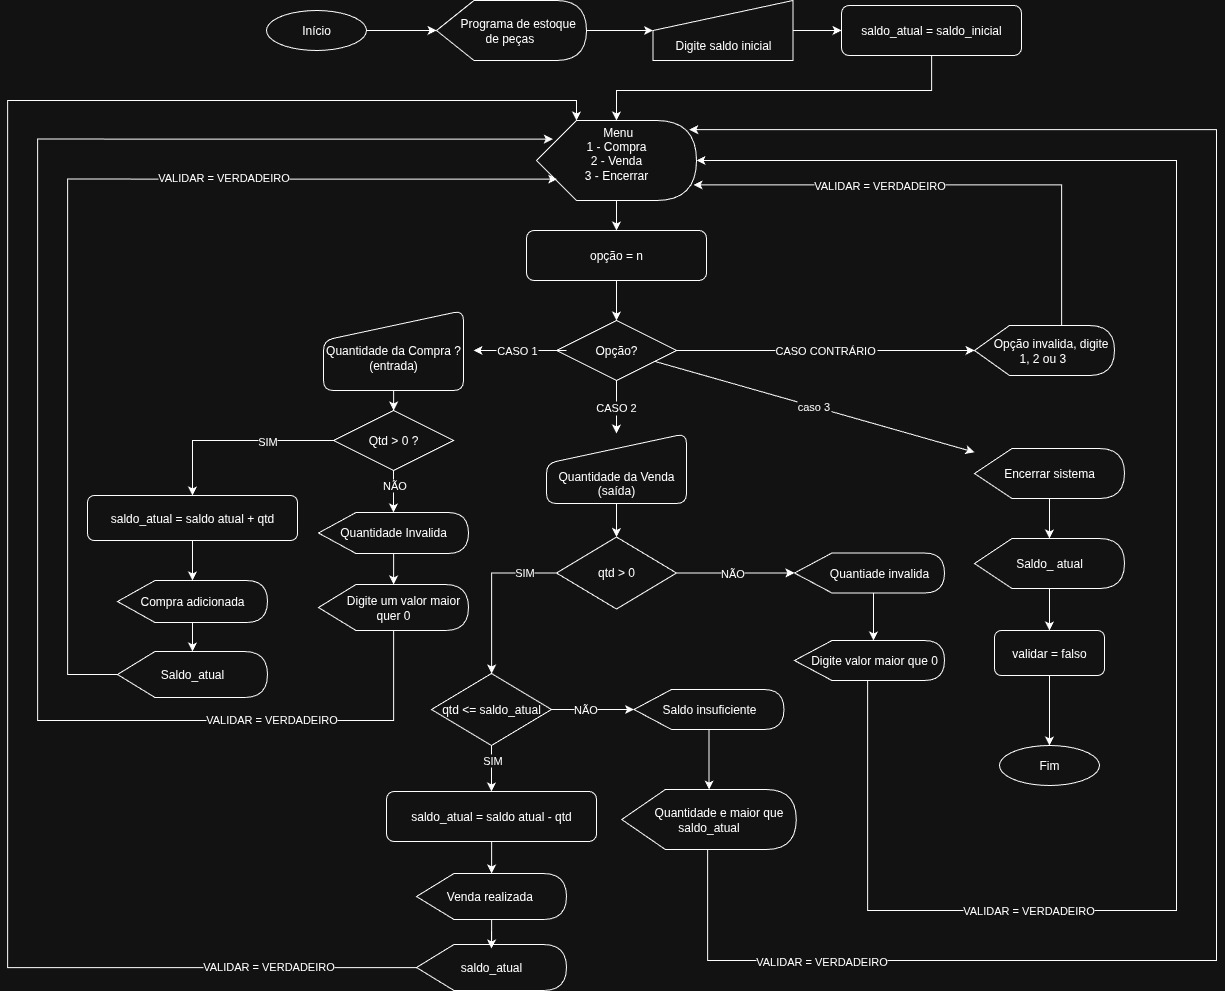 Início
Programa de estoque
de peças
Digite saldo inicial
saldo_atual = saldo_inicial
Menu
1 - Compra
2 - Venda
3 - Encerrar
VALIDAR = VERDADEIRO
VALIDAR = VERDADEIRO
opção = n
Quantidade da Compra ?
(entrada)
CASO 1
Opção?
CASO CONTRÁRIO
Opção invalida, digite
1, 2 ou 3
CASO 2
caso 3
Qtd > 0 ?
SIM
NÃO
Quantidade da Venda
(saída)
Encerrar sistema
saldo_atual = saldo atual + qtd
Quantidade Invalida
SIM
qtd > 0
NÃO
Quantiade invalida
Saldo_ atual
Compra adicionada
Digite um valor maior
quer 0
Saldo_atual
Digite valor maior que 0
validar = falso
VALIDAR = VERDADEIRO
qtd <= saldo_atual
NÃO
Saldo insuficiente
SIM
Fim
saldo_atual = saldo atual - qtd
Quantidade e maior que
saldo_atual
Venda realizada
VALIDAR = VERDADEIRO
VALIDAR = VERDADEIRO
saldo_atual
VALIDAR = VERDADEIRO